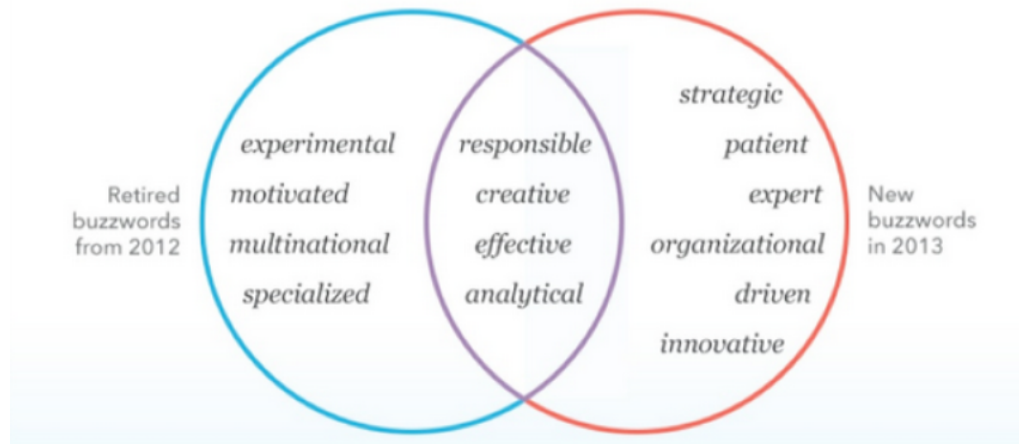 Retired
buzzwords
from 2012
experimental
motivated
multinational
specialized
responsible
creative
effective
analytical
strategic
patient
expert
organizational
driven
innovative
New
buzzwords
in 2013